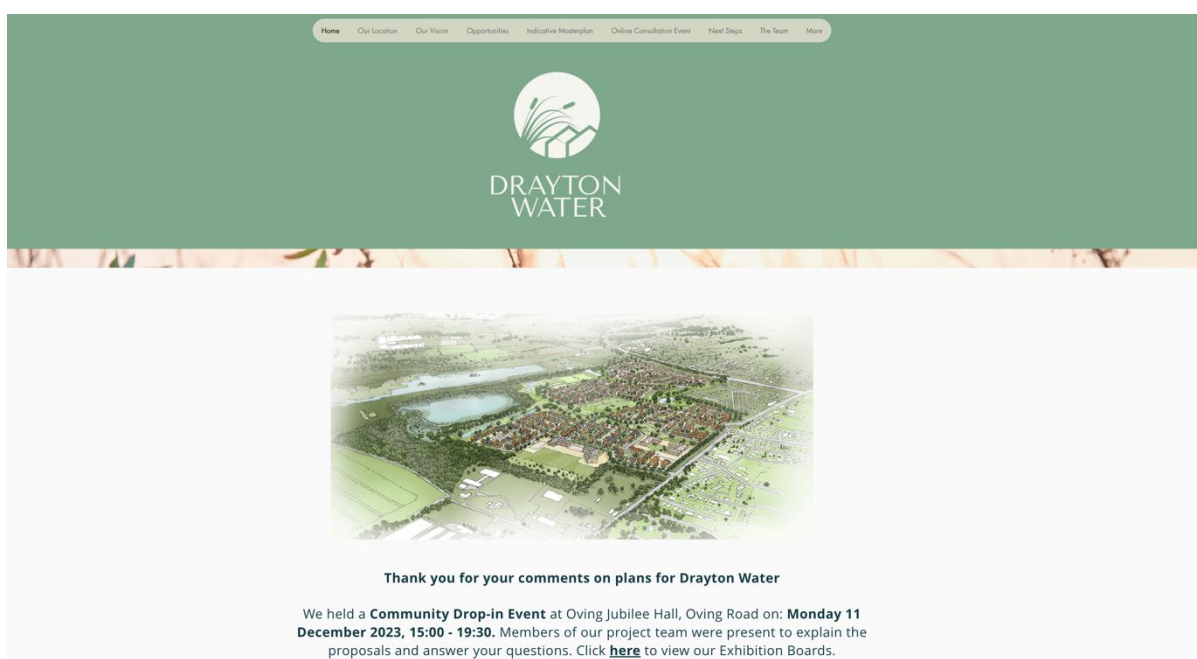 Home Our Location Our Vision Opportunities Indicative Masterplan Online Consultation Event Next Steps The Team More
DRAYTON
WATER
Thank you for your comments on plans for Drayton Water
We held a Community Drop-in Event at Oving Jubilee Hall, Oving Road on: Monday 11
December 2023, 15:00 - 19:30. Members of our project team were present to explain the
proposals and answer your questions. Click here to view our Exhibition Boards.